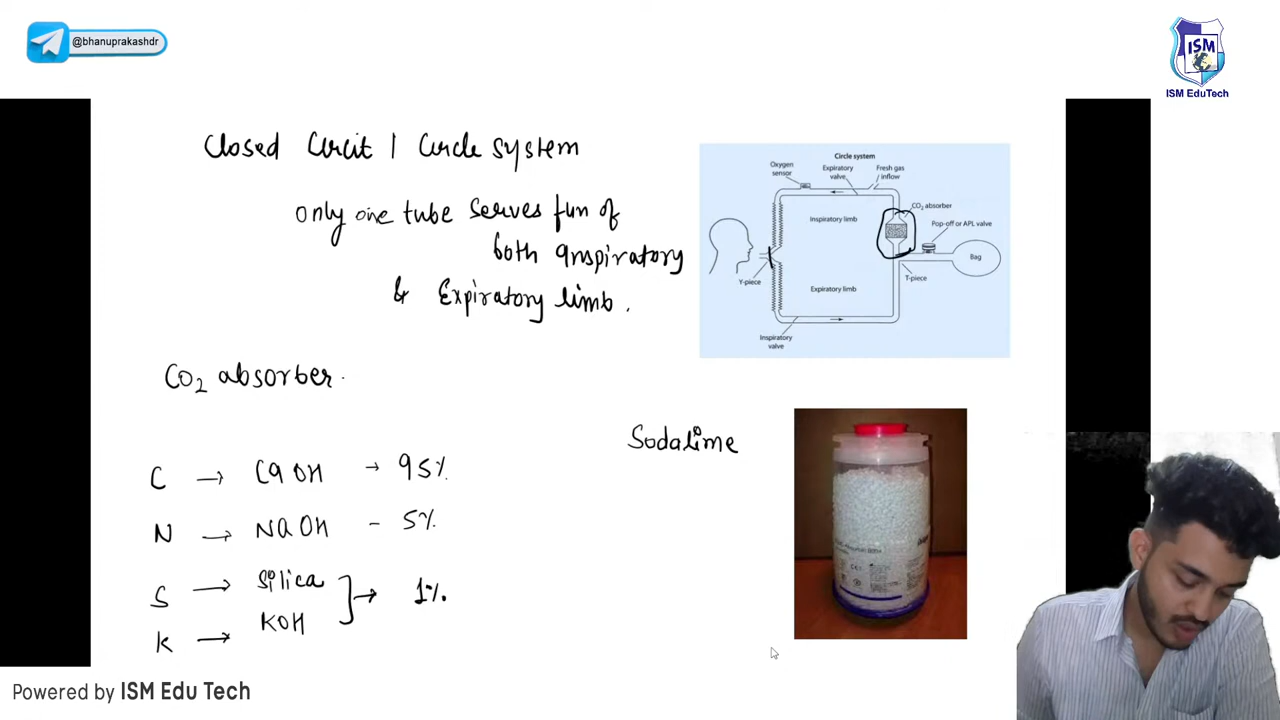 @bhanuprakashdr
ISM
ISM EduTech
Closed Circuit | Circle system
only one tube serves fun of
both Inspiratory
& Expiratory limb.
Circle system
Oxygen sensor
Expiratory valve
Fresh gas inflow
CO₂ absorber
Inspiratory limb
Pop-off or APL valve
Bag
Y-piece
T-piece
Expiratory limb
Inspiratory valve
CO2 absorber.
Sodalime
C → CaOH → 95%
N → NaOH - 5%
S → Silica
K → KOH
→ 1%.
Powered by ISM Edu Tech